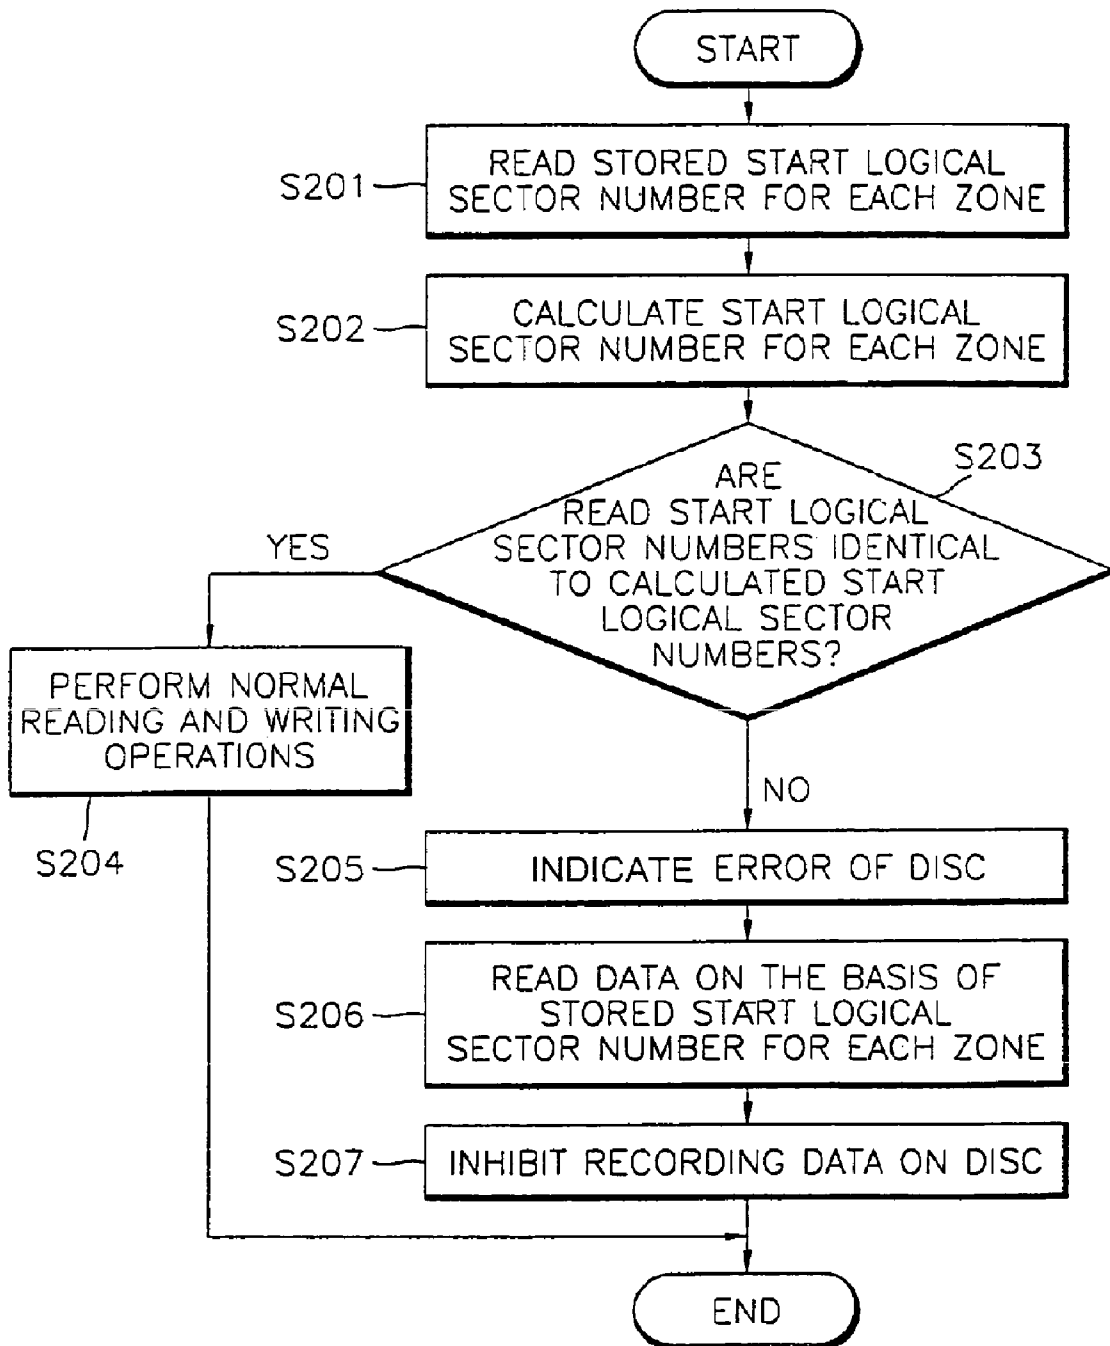 START
READ STORED START LOGICAL
SECTOR NUMBER FOR EACH ZONE
S201
CALCULATE START LOGICAL
SECTOR NUMBER FOR EACH ZONE
S202
S203
ARE
READ START LOGICAL
SECTOR NUMBERS IDENTICAL
TO CALCULATED START
LOGICAL SECTOR
NUMBERS?
YES
PERFORM NORMAL
READING AND WRITING
OPERATIONS
S204
NO
S205
INDICATE ERROR OF DISC
READ DATA ON THE BASIS OF
STORED START LOGICAL
SECTOR NUMBER FOR EACH ZONE
S206
S207
INHIBIT RECORDING DATA ON DISC
END